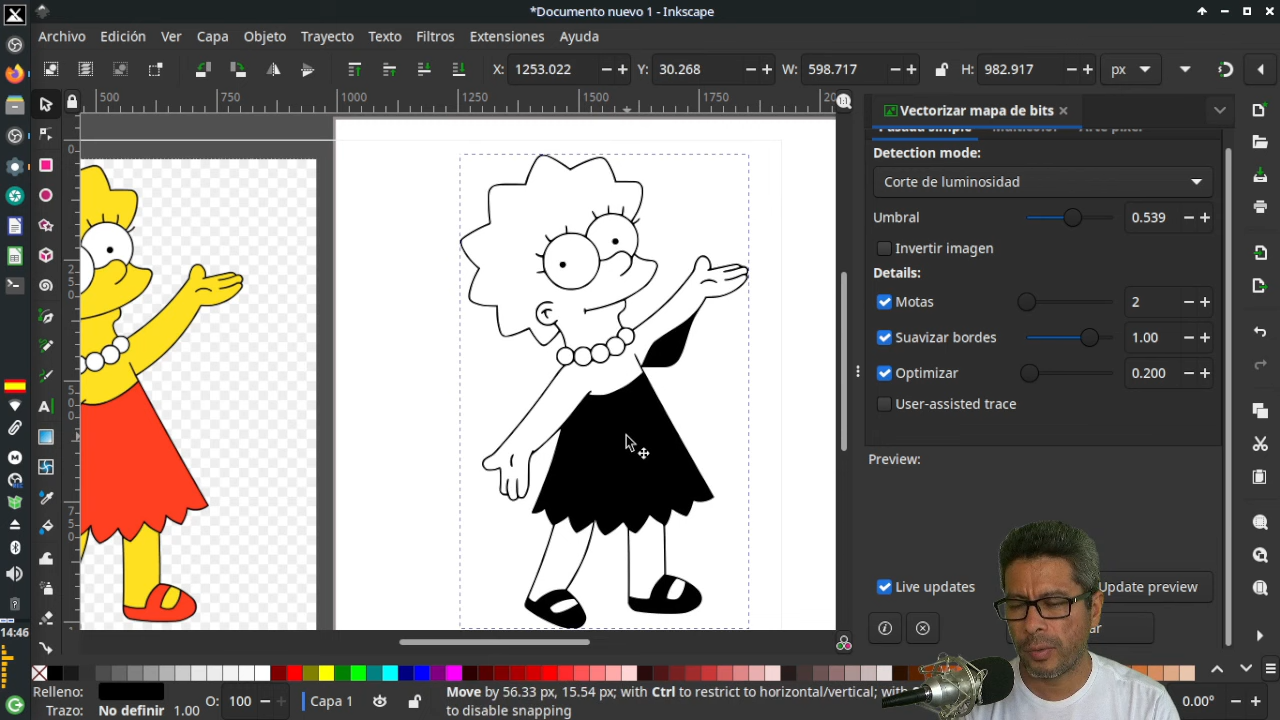 *Documento nuevo 1 - Inkscape
Archivo Edición Ver Capa Objeto Trayecto Texto Filtros Extensiones Ayuda
X: 1253.022 Y: 30.268 W: 598.717 H: 982.917 px
500 750 1000 1250 1500 1750
Vectorizar mapa de bits
Detection mode:
Corte de luminosidad
Umbral 0.539
Invertir imagen
Details:
Motas 2
Suavizar bordes 1.00
Optimizar 0.200
User-assisted trace
Preview:
Live updates Update preview
14:46
Relleno: O: 100 Capa 1 Move by 56.33 px, 15.54 px; with Ctrl to restrict to horizontal/vertical; with
Trazo: No definir 1.00 to disable snapping 0.00°